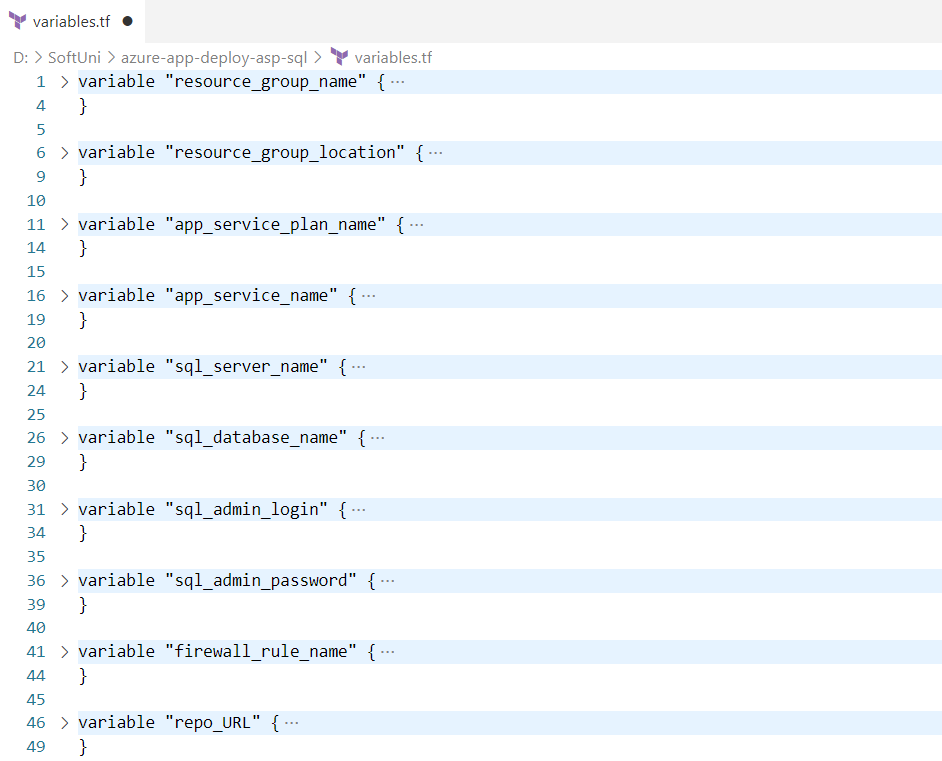 variables.tf ●
D: > SoftUni > azure-app-deploy-asp-sql > variables.tf
1 > variable "resource_group_name" { ···
4 }
5
6 > variable "resource_group_location" { ···
9 }
10
11 > variable "app_service_plan_name" { ···
14 }
15
16 > variable "app_service_name" { ···
19 }
20
21 > variable "sql_server_name" { ···
24 }
25
26 > variable "sql_database_name" { ···
29 }
30
31 > variable "sql_admin_login" { ···
34 }
35
36 > variable "sql_admin_password" { ···
39 }
40
41 > variable "firewall_rule_name" { ···
44 }
45
46 > variable "repo_URL" { ···
49 }